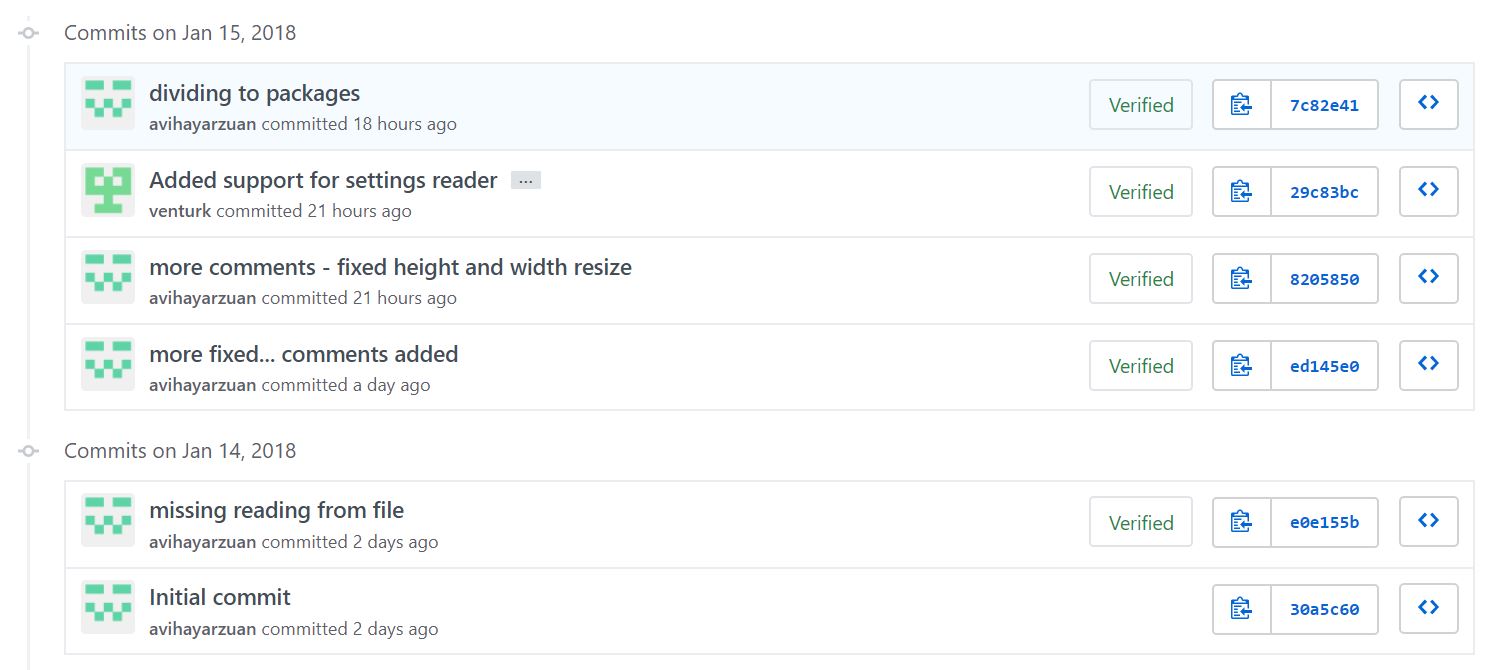 Commits on Jan 15, 2018
dividing to packages
avihayarzuan committed 18 hours ago
Verified
7c82e41
Added support for settings reader ...
venturk committed 21 hours ago
Verified
29c83bc
more comments - fixed height and width resize
avihayarzuan committed 21 hours ago
Verified
8205850
more fixed... comments added
avihayarzuan committed a day ago
Verified
ed145e0
Commits on Jan 14, 2018
missing reading from file
avihayarzuan committed 2 days ago
Verified
e0e155b
Initial commit
avihayarzuan committed 2 days ago
30a5c60